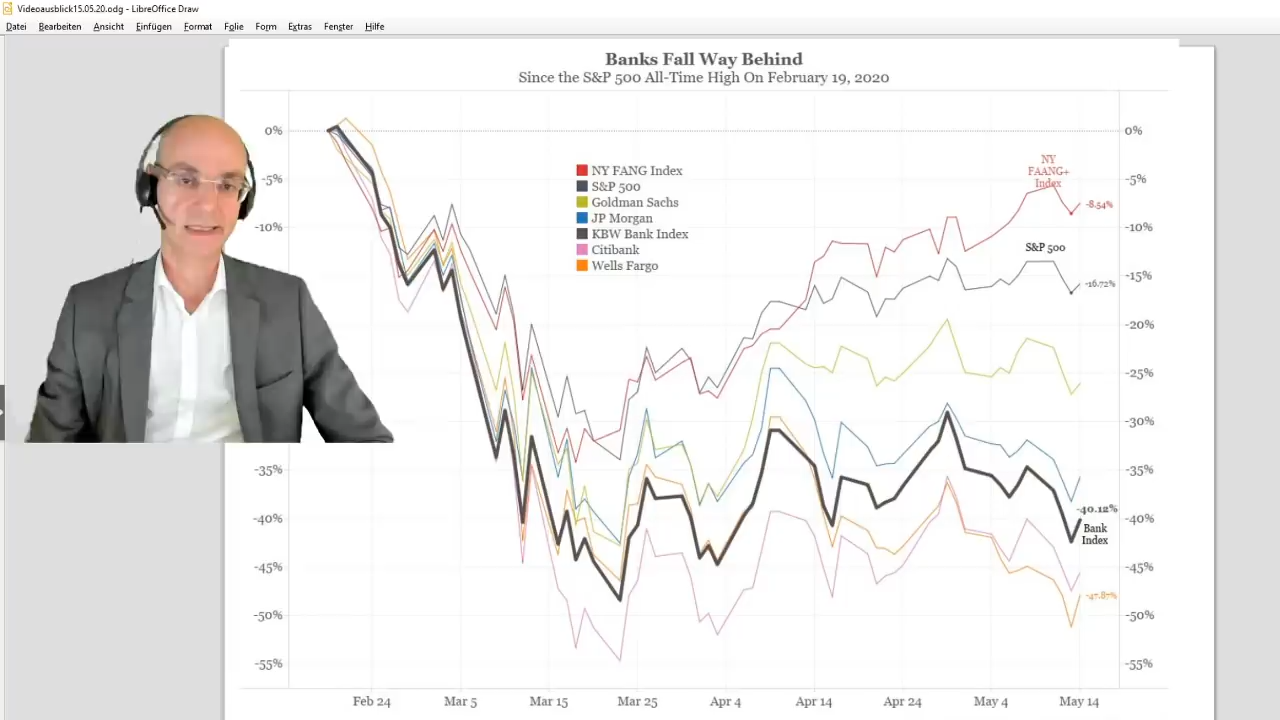 Videoausblick15.05.20.odg - LibreOffice Draw
Datei Bearbeiten Ansicht Einfügen Format Folie Form Extras Fenster Hilfe
Banks Fall Way Behind
Since the S&P 500 All-Time High On February 19, 2020
0% 0%
-5% -5%
-10% -10%
-15% -15%
-20% -20%
-25% -25%
-30% -30%
-35% -35%
-40% -40%
-45% -45%
-50% -50%
-55% -55%
NY FANG Index
S&P 500
Goldman Sachs
JP Morgan
KBW Bank Index
Citibank
Wells Fargo
NY
FAANG+
Index
-8.54%
S&P 500
-16.72%
-40.12%
Bank
Index
-47.87%
Feb 24 Mar 5 Mar 15 Mar 25 Apr 4 Apr 14 Apr 24 May 4 May 14